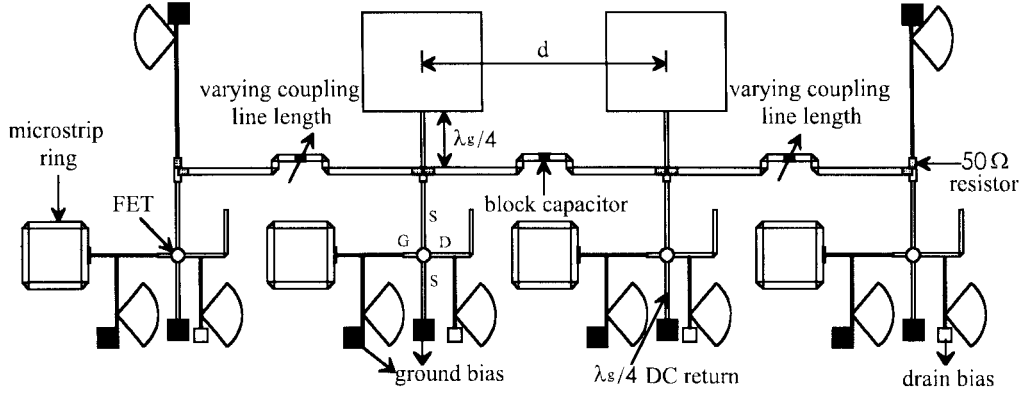 d
varying coupling
line length
varying coupling
line length
microstrip
ring
λg/4
50 Ω
resistor
FET
block capacitor
S
G
D
S
ground bias
λg/4 DC return
drain bias